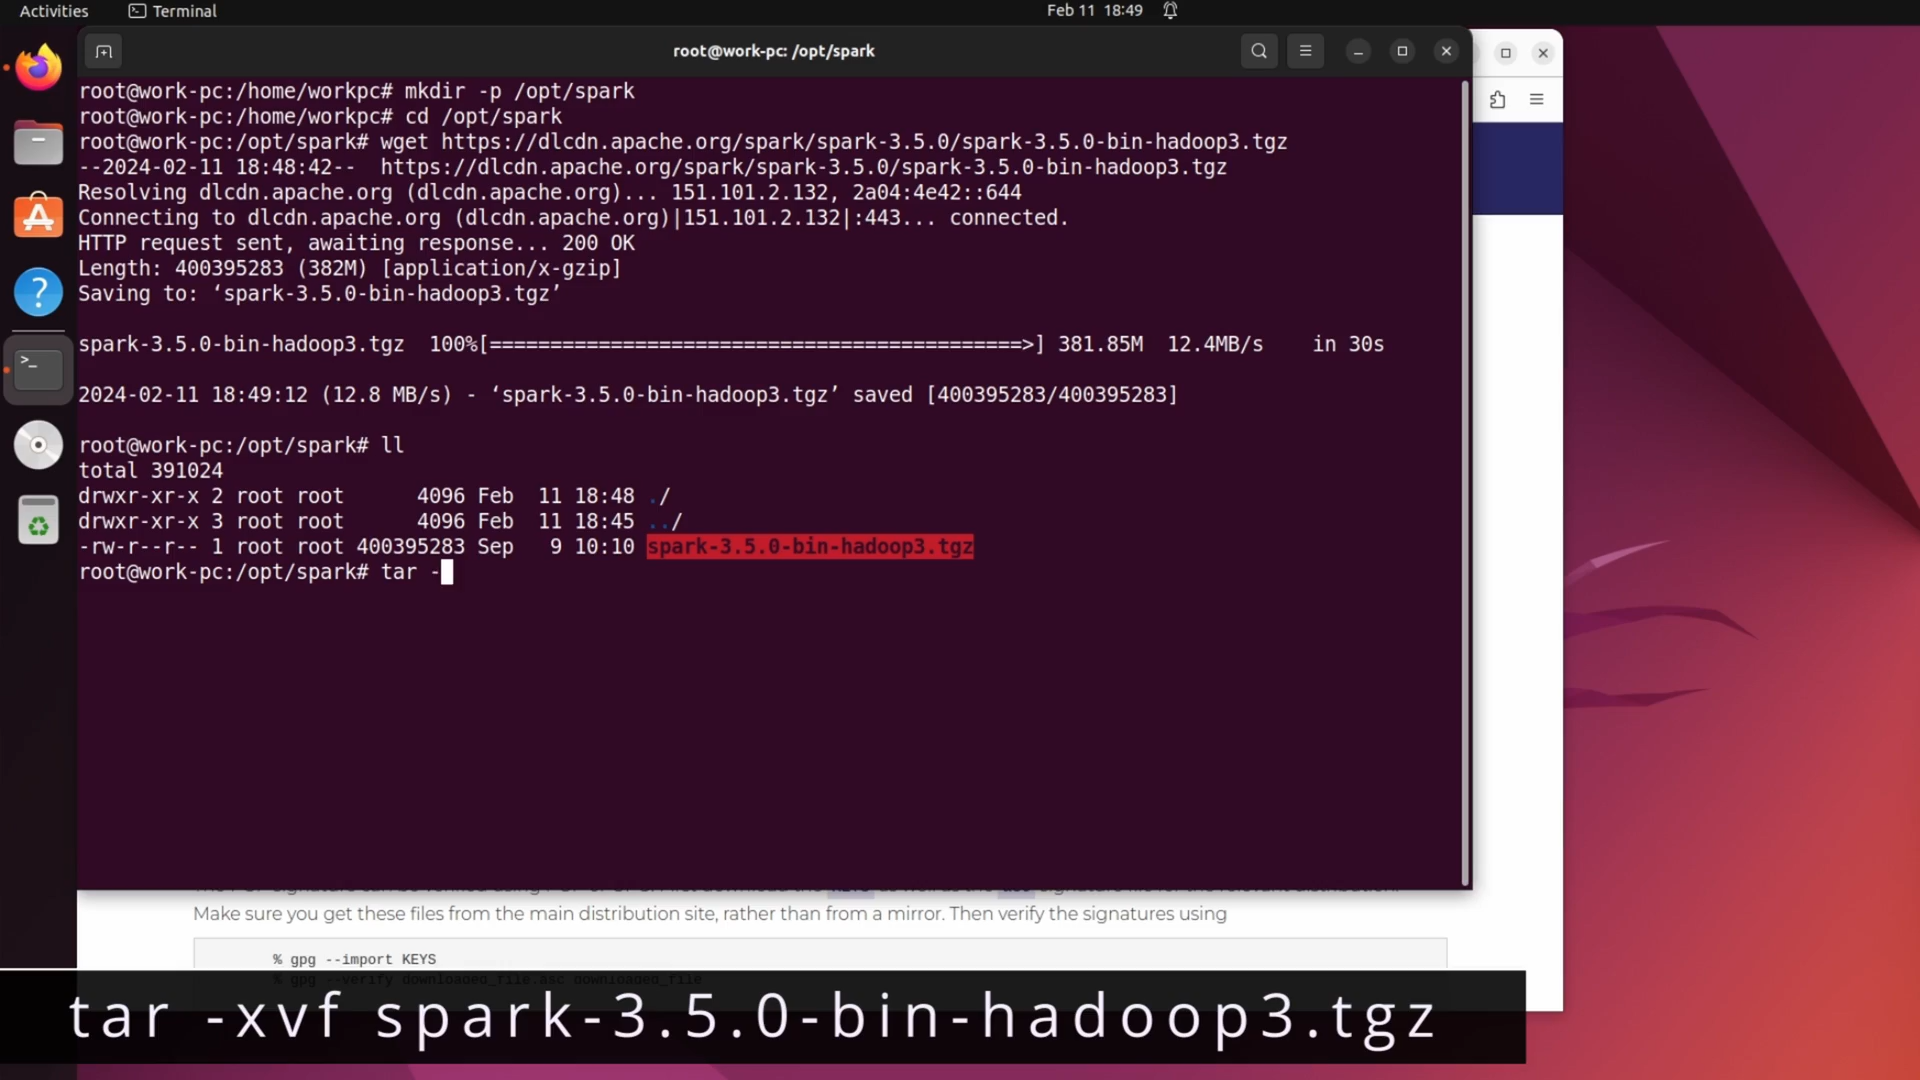 Activities
Terminal
Feb 11 18:49
root@work-pc: /opt/spark
root@work-pc:/home/workpc# mkdir -p /opt/spark
root@work-pc:/home/workpc# cd /opt/spark
root@work-pc:/opt/spark# wget https://dlcdn.apache.org/spark/spark-3.5.0/spark-3.5.0-bin-hadoop3.tgz
--2024-02-11 18:48:42--  https://dlcdn.apache.org/spark/spark-3.5.0/spark-3.5.0-bin-hadoop3.tgz
Resolving dlcdn.apache.org (dlcdn.apache.org)... 151.101.2.132, 2a04:4e42::644
Connecting to dlcdn.apache.org (dlcdn.apache.org)|151.101.2.132|:443... connected.
HTTP request sent, awaiting response... 200 OK
Length: 400395283 (382M) [application/x-gzip]
Saving to: ‘spark-3.5.0-bin-hadoop3.tgz’
spark-3.5.0-bin-hadoop3.tgz  100%[============================================>] 381.85M  12.4MB/s    in 30s
2024-02-11 18:49:12 (12.8 MB/s) - ‘spark-3.5.0-bin-hadoop3.tgz’ saved [400395283/400395283]
root@work-pc:/opt/spark# ll
total 391024
drwxr-xr-x 2 root root      4096 Feb  11 18:48 ./
drwxr-xr-x 3 root root      4096 Feb  11 18:45 ../
-rw-r--r-- 1 root root 400395283 Sep   9 10:10 spark-3.5.0-bin-hadoop3.tgz
root@work-pc:/opt/spark# tar -
Make sure you get these files from the main distribution site, rather than from a mirror. Then verify the signatures using
% gpg --import KEYS
% gpg --verify downloaded_file.asc downloaded_file
tar -xvf spark-3.5.0-bin-hadoop3.tgz